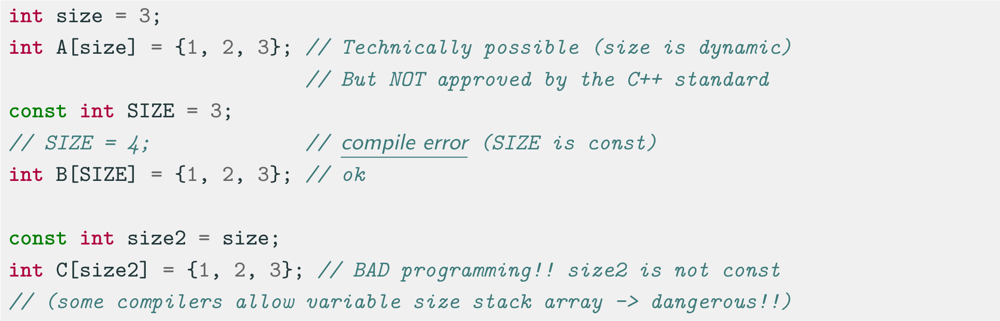 int size = 3;
int A[size] = {1, 2, 3}; // Technically possible (size is dynamic)
// But NOT approved by the C++ standard
const int SIZE = 3;
// SIZE = 4; // compile error (SIZE is const)
int B[SIZE] = {1, 2, 3}; // ok
const int size2 = size;
int C[size2] = {1, 2, 3}; // BAD programming!! size2 is not const
// (some compilers allow variable size stack array -> dangerous!!)